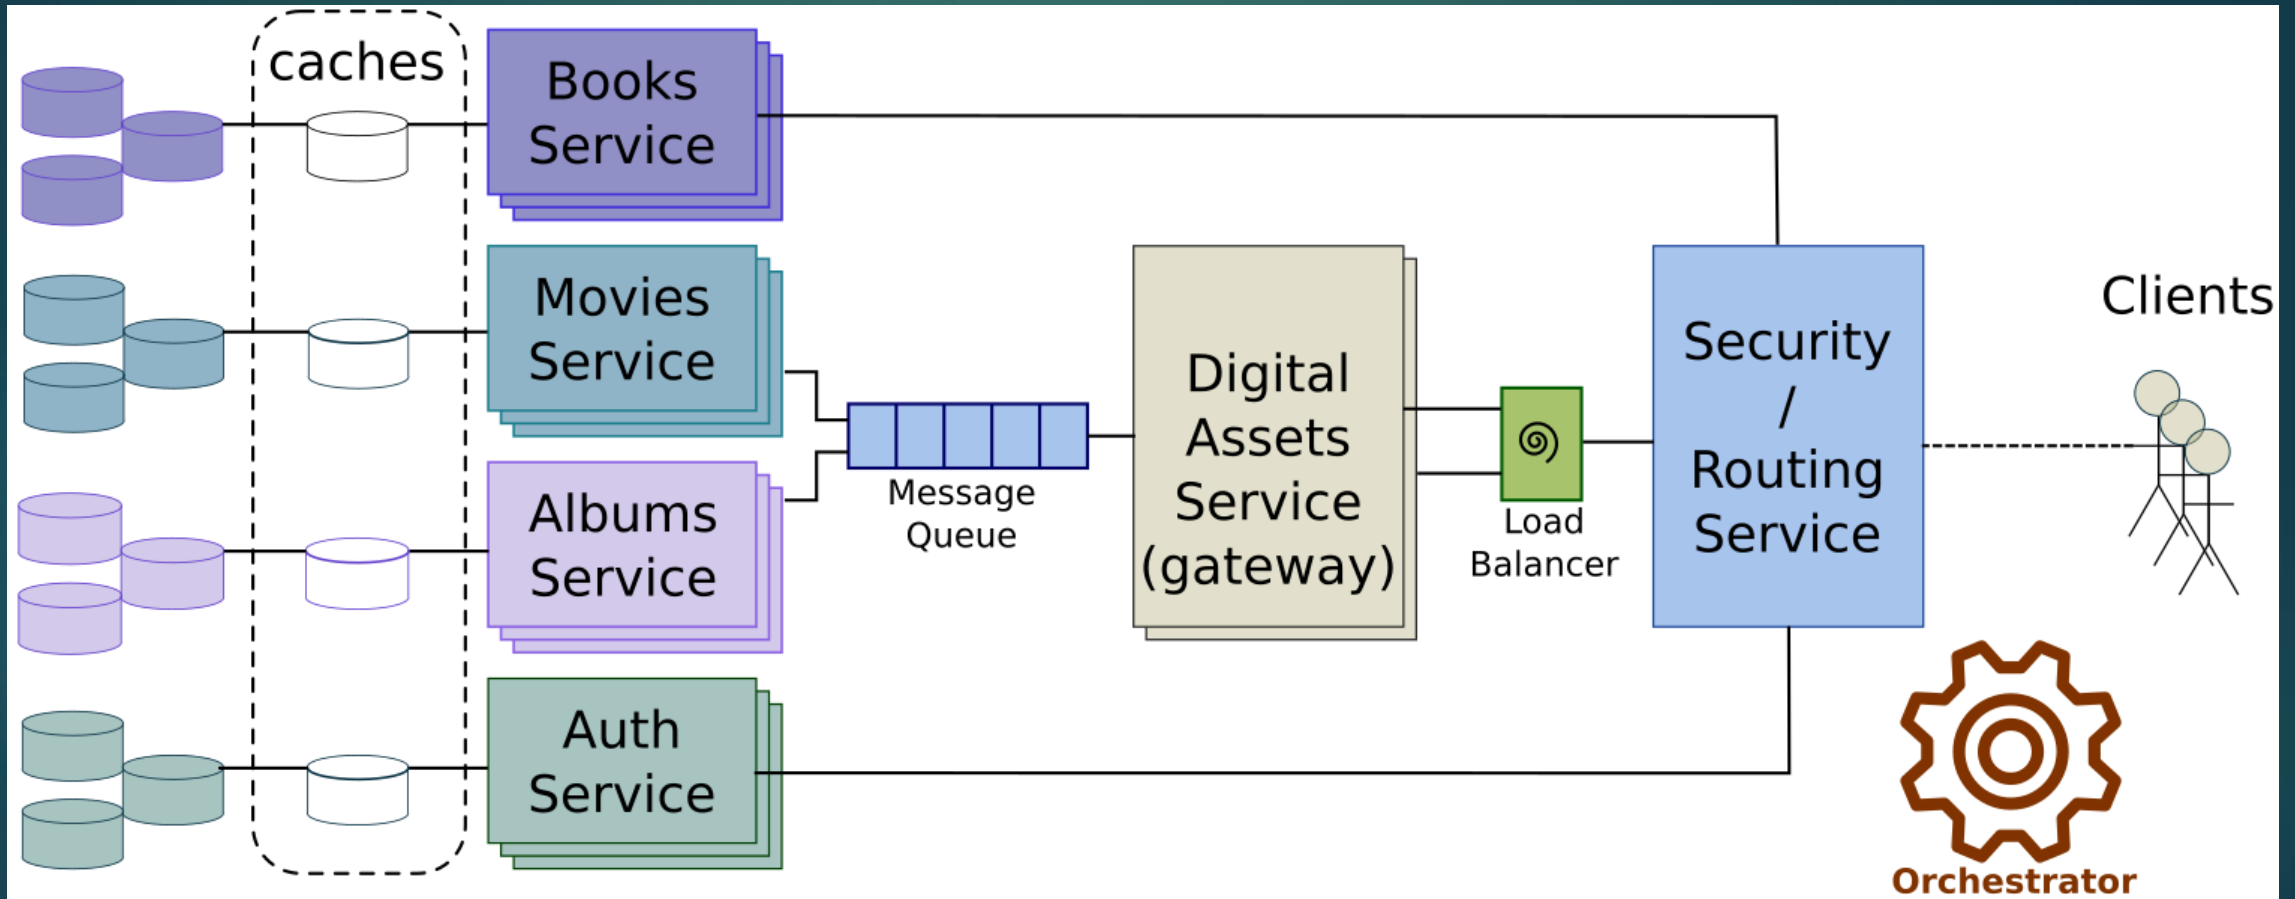 caches
Books
Service
Movies
Service
Albums
Service
Auth
Service
Message
Queue
Digital
Assets
Service
(gateway)
Load
Balancer
Security
/
Routing
Service
Clients
Orchestrator